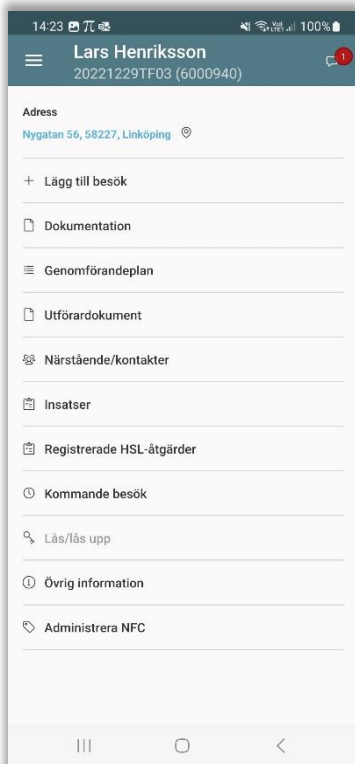 14:23 100%
Lars Henriksson
20221229TF03 (6000940)
1
Adress
Nygatan 56, 58227, Linköping
Lägg till besök
Dokumentation
Genomförandeplan
Utförardokument
Närstående/kontakter
Insatser
Registrerade HSL-åtgärder
Kommande besök
Lås/lås upp
Övrig information
Administrera NFC